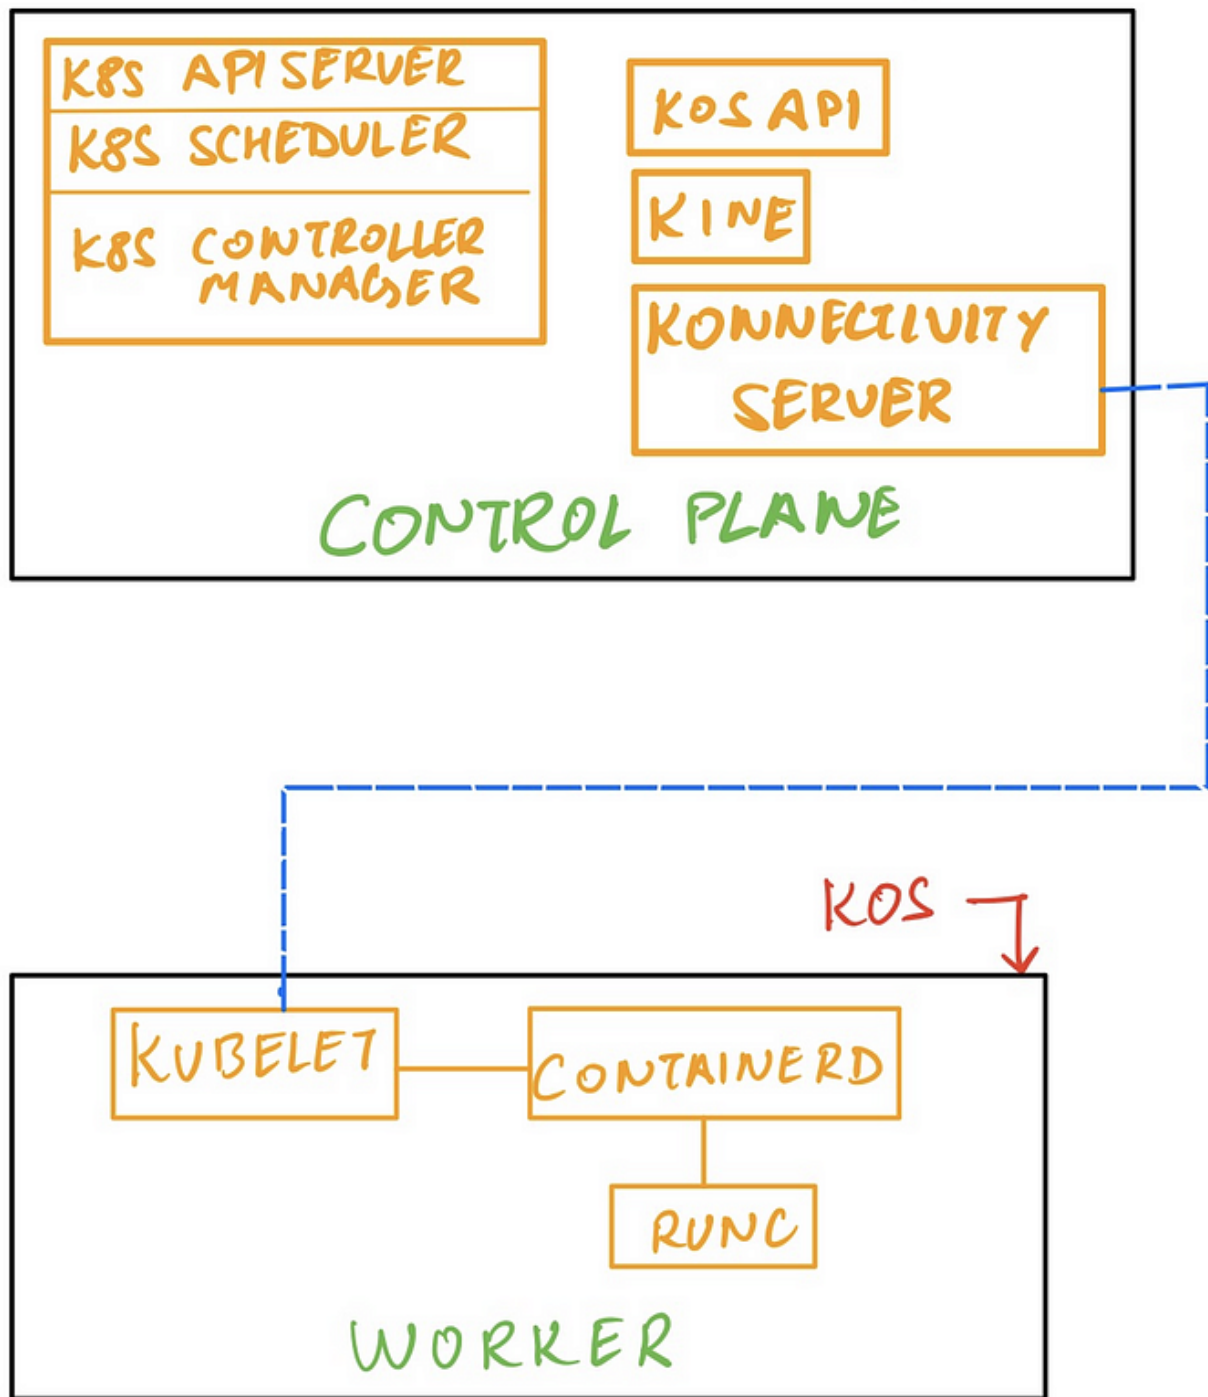 K8S API SERVER
K8S SCHEDULER
K8S CONTROLLER
MANAGER
KOS API
KINE
KONNECTIVITY
SERVER
CONTROL PLANE
KOS
KUBELET
CONTAINERD
RUNC
WORKER